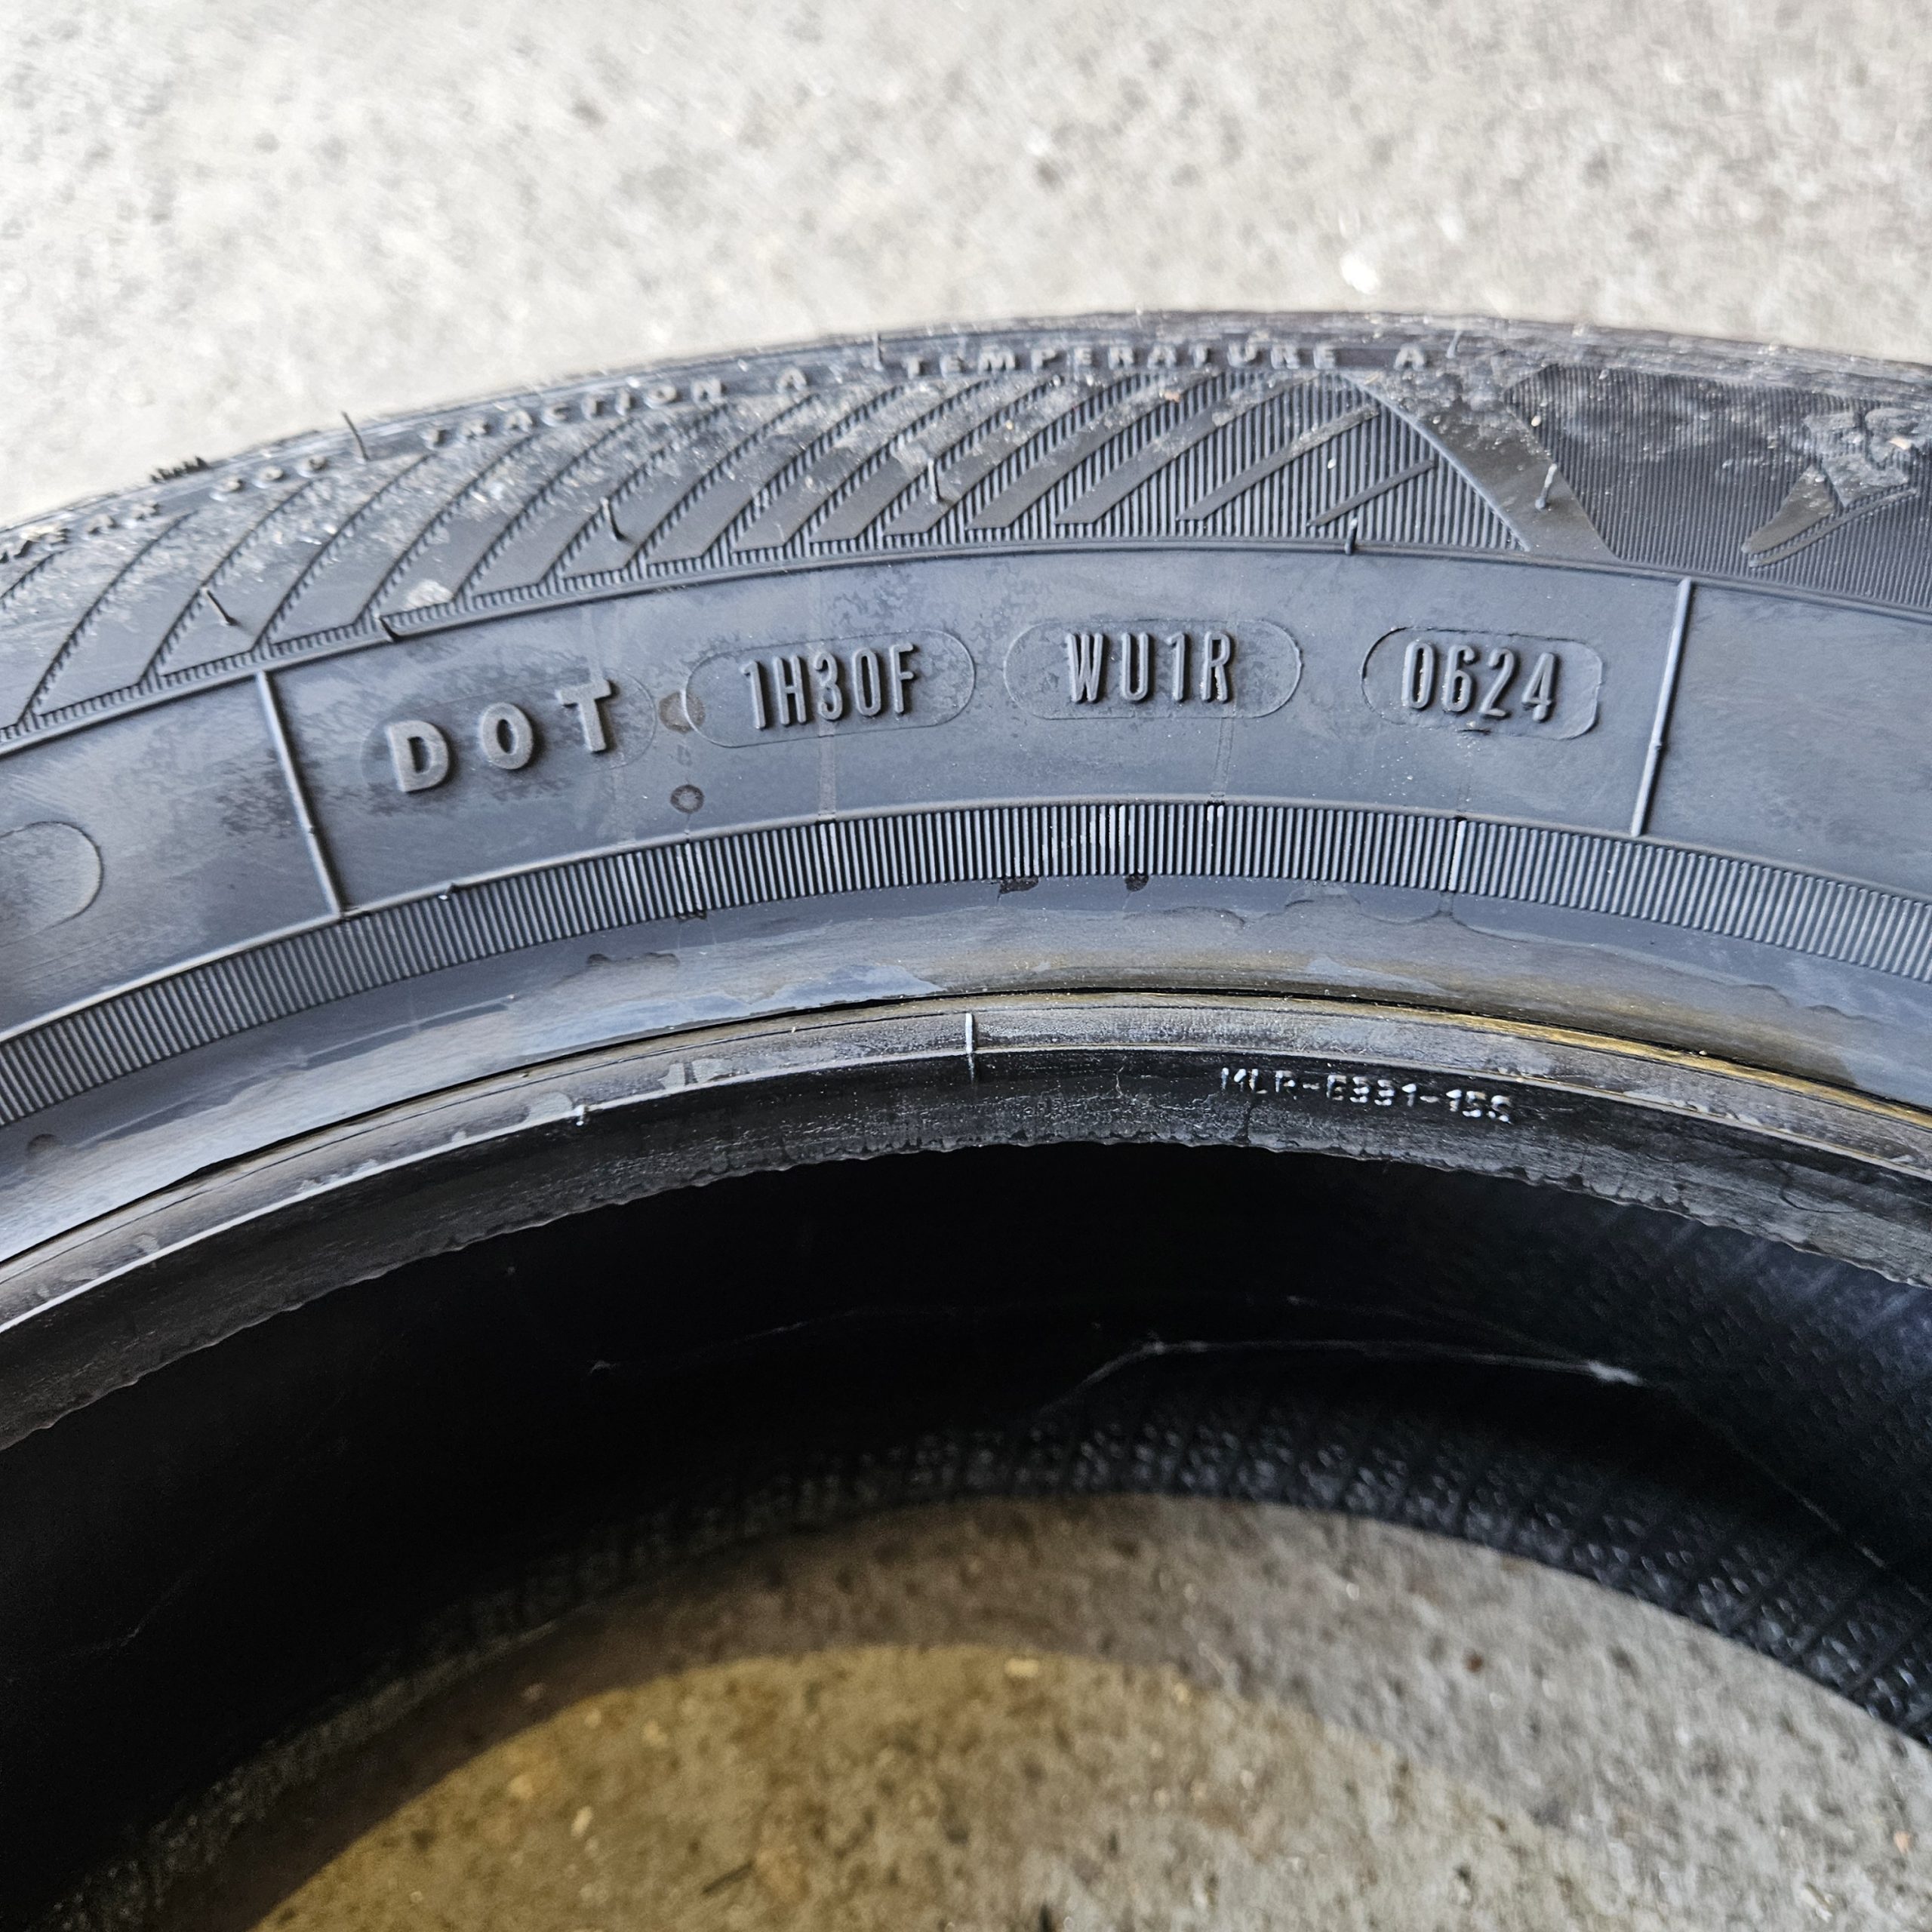 TRACTION A TEMPERATURE A
DOT 1H30F WU1R 0624